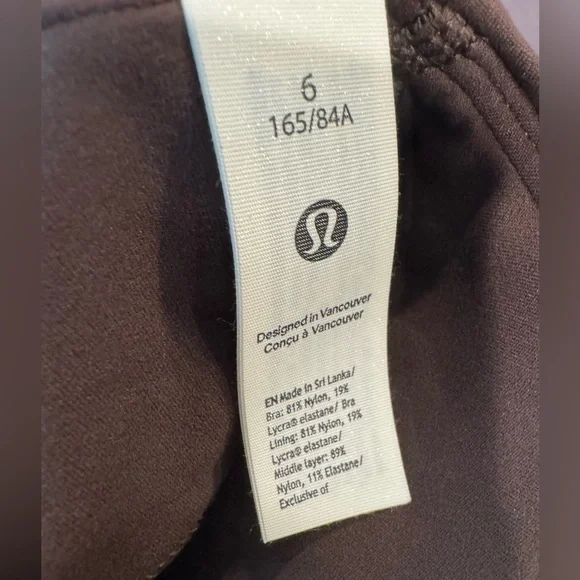 6
165/84A
Designed in Vancouver
Conçu à Vancouver
EN Made in Sri Lanka/
Bra: 81% Nylon, 19%
Lycra® elastane/ Bra
Lining: 81% Nylon, 19%
Lycra® elastane/
Middle layer: 89%
Nylon, 11% Elastane/
Exclusive of